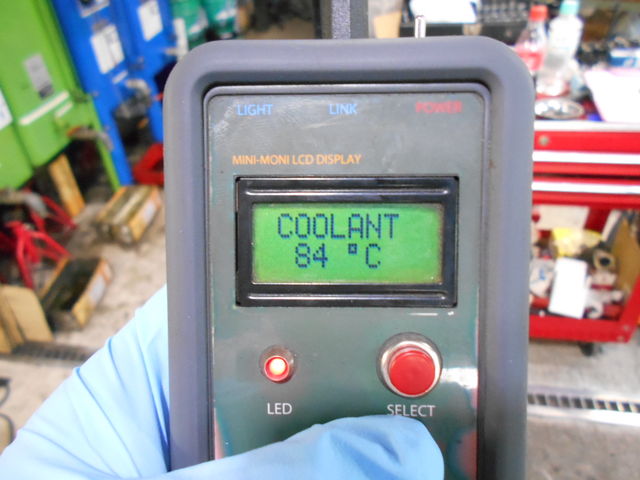 LIGHT LINK POWER
MINI-MONI LCD DISPLAY
COOLANT
84 °C
LED SELECT